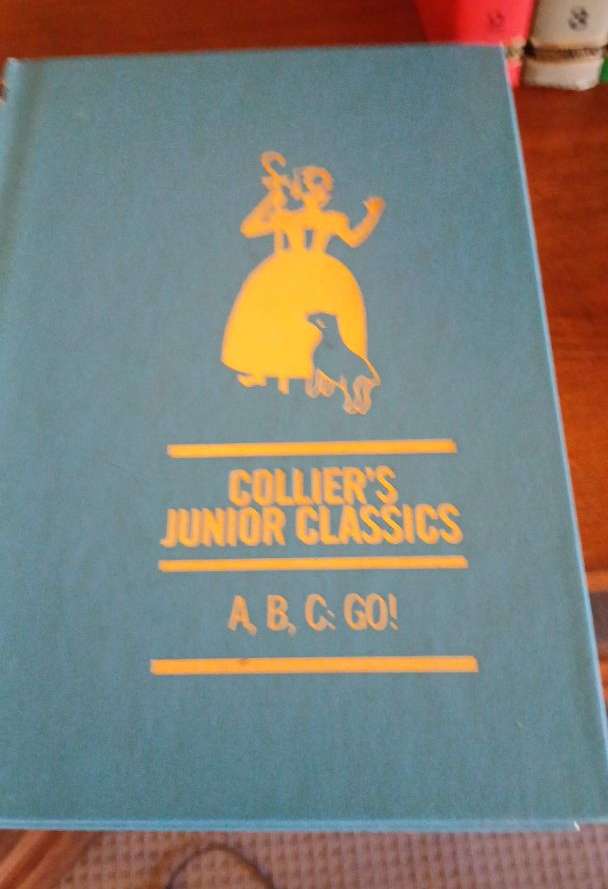 COLLIER'S
JUNIOR CLASSICS
A, B, C: GO!